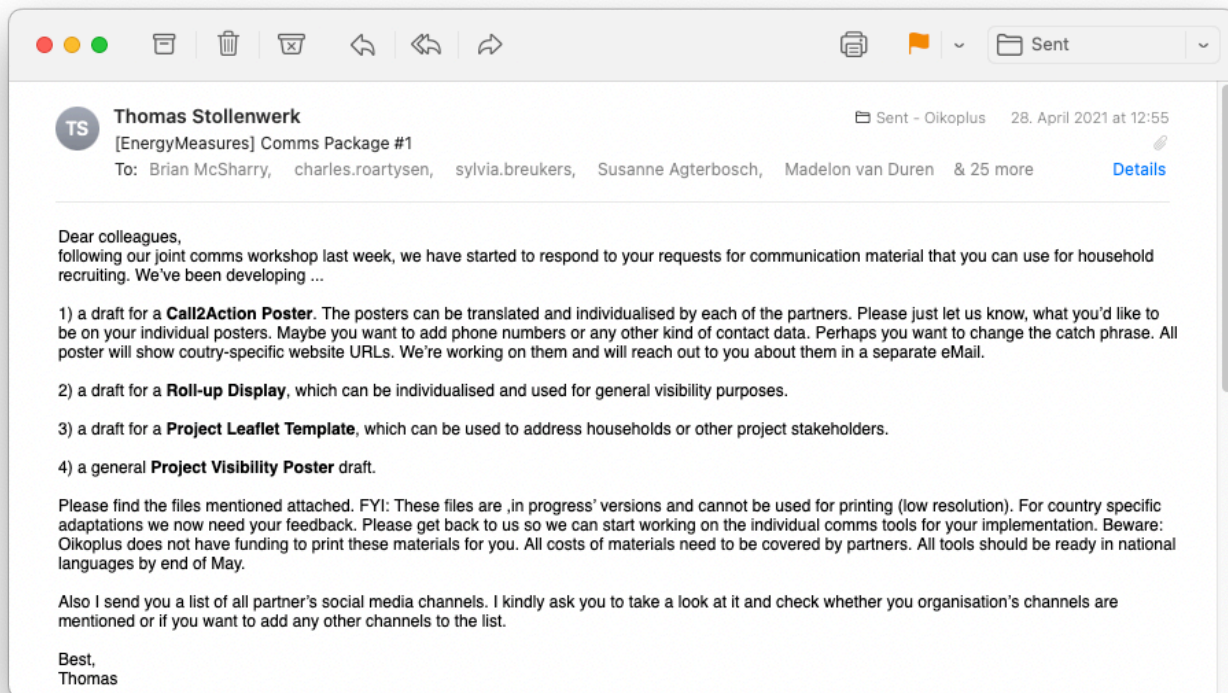 Sent
TS
Thomas Stollenwerk
Sent - Oikoplus 28. April 2021 at 12:55
[EnergyMeasures] Comms Package #1
To: Brian McSharry, charles.roartysen, sylvia.breukers, Susanne Agterbosch, Madelon van Duren & 25 more Details
Dear colleagues,
following our joint comms workshop last week, we have started to respond to your requests for communication material that you can use for household
recruiting. We've been developing ...
1) a draft for a Call2Action Poster. The posters can be translated and individualised by each of the partners. Please just let us know, what you'd like to
be on your individual posters. Maybe you want to add phone numbers or any other kind of contact data. Perhaps you want to change the catch phrase. All
poster will show coutry-specific website URLs. We're working on them and will reach out to you about them in a separate eMail.
2) a draft for a Roll-up Display, which can be individualised and used for general visibility purposes.
3) a draft for a Project Leaflet Template, which can be used to address households or other project stakeholders.
4) a general Project Visibility Poster draft.
Please find the files mentioned attached. FYI: These files are ‚in progress' versions and cannot be used for printing (low resolution). For country specific
adaptations we now need your feedback. Please get back to us so we can start working on the individual comms tools for your implementation. Beware:
Oikoplus does not have funding to print these materials for you. All costs of materials need to be covered by partners. All tools should be ready in national
languages by end of May.
Also I send you a list of all partner's social media channels. I kindly ask you to take a look at it and check whether you organisation's channels are
mentioned or if you want to add any other channels to the list.
Best,
Thomas